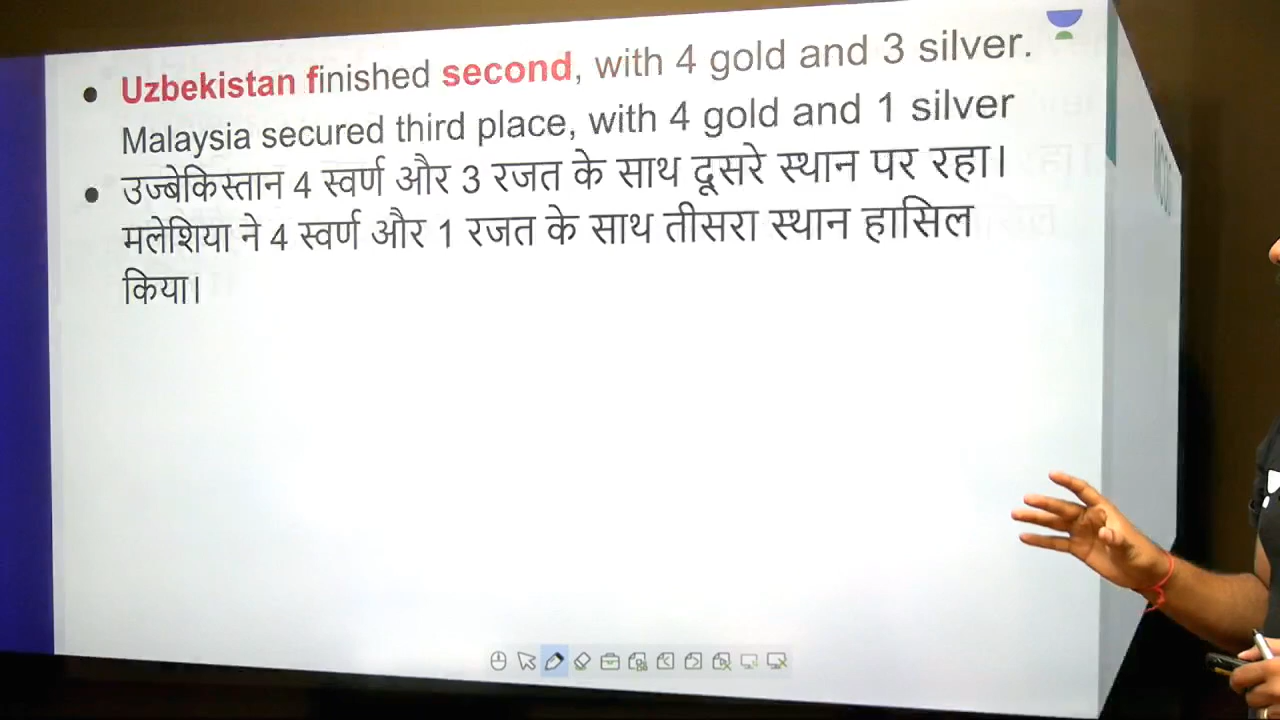 Uzbekistan finished second, with 4 gold and 3 silver.
Malaysia secured third place, with 4 gold and 1 silver
उज्बेकिस्तान 4 स्वर्ण और 3 रजत के साथ दूसरे स्थान पर रहा।
मलेशिया ने 4 स्वर्ण और 1 रजत के साथ तीसरा स्थान हासिल
किया।